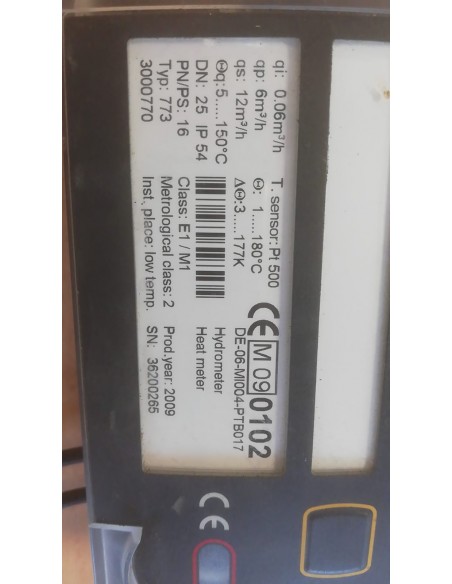 qi: 0.06m³/h T. sensor: Pt 500
qp: 6m³/h Θ: 1.....180°C
qs: 12m³/h ΔΘ:3.....177K
Θq:5.....150°C
DN: 25 IP 54
PN/PS: 16 Class: E1 / M1
Typ: 773 Metrological class: 2
3000770 Inst. place: low temp.
CE M 09 0102
DE-06-MI004-PTB017
Hydrometer
Heat meter
Prod.year: 2009
SN: 36200265
CE